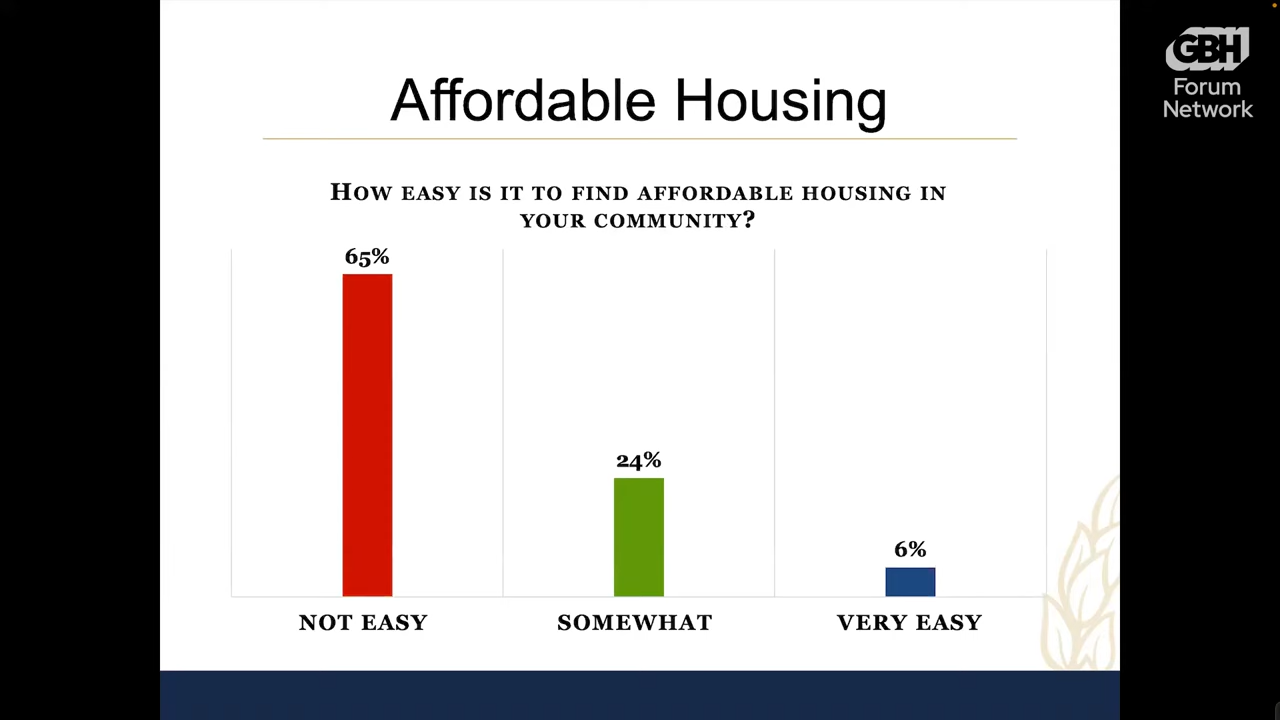 GBH
Forum
Network
Affordable Housing
HOW EASY IS IT TO FIND AFFORDABLE HOUSING IN
YOUR COMMUNITY?
65%
24%
6%
NOT EASY
SOMEWHAT
VERY EASY